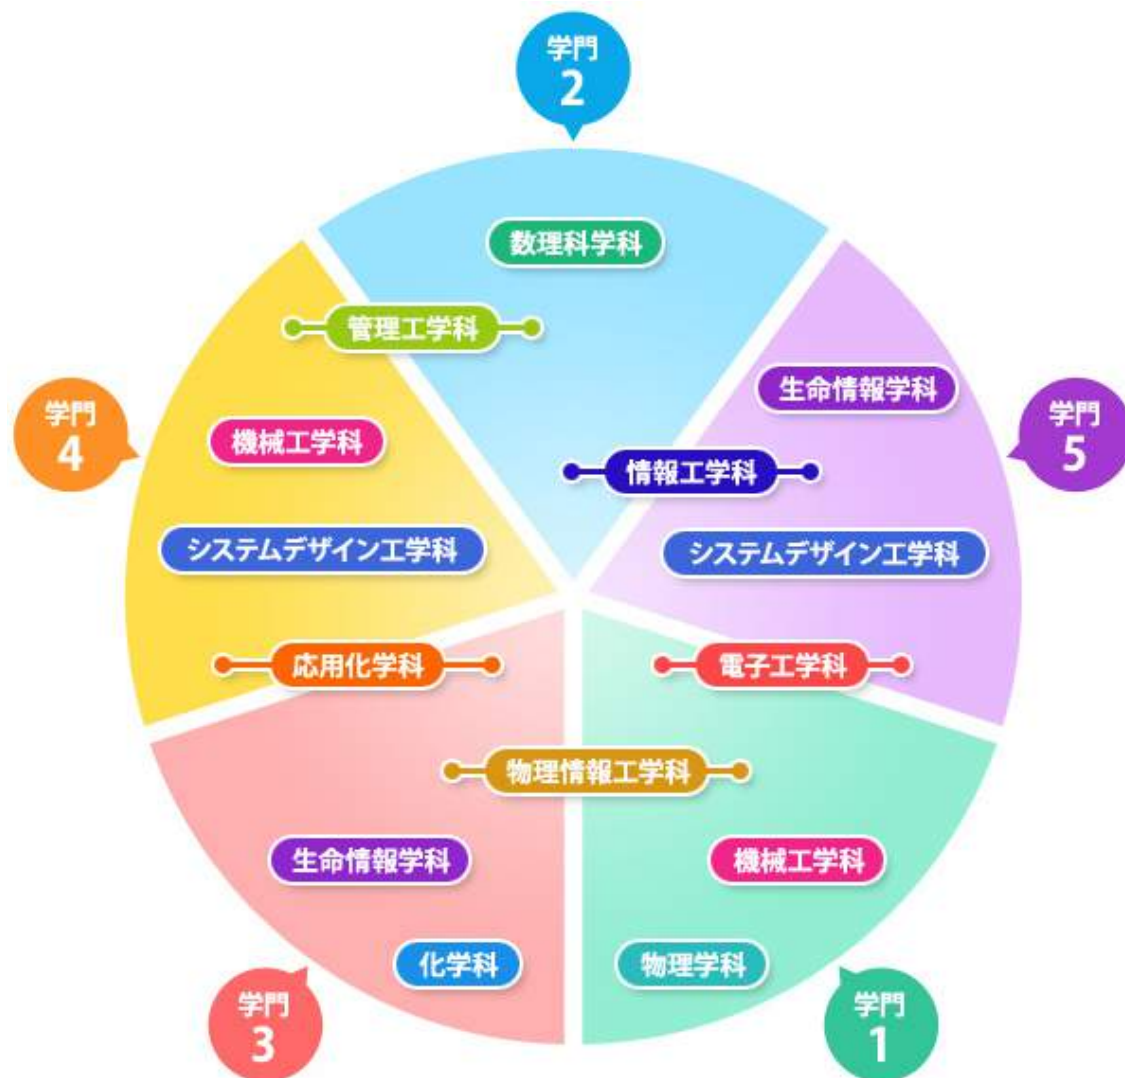 学門
2
数理科学科
管理工学科
生命情報学科
学門
4
学門
5
機械工学科
情報工学科
システムデザイン工学科
システムデザイン工学科
応用化学科
電子工学科
物理情報工学科
生命情報学科
機械工学科
化学科
物理学科
学門
3
学門
1